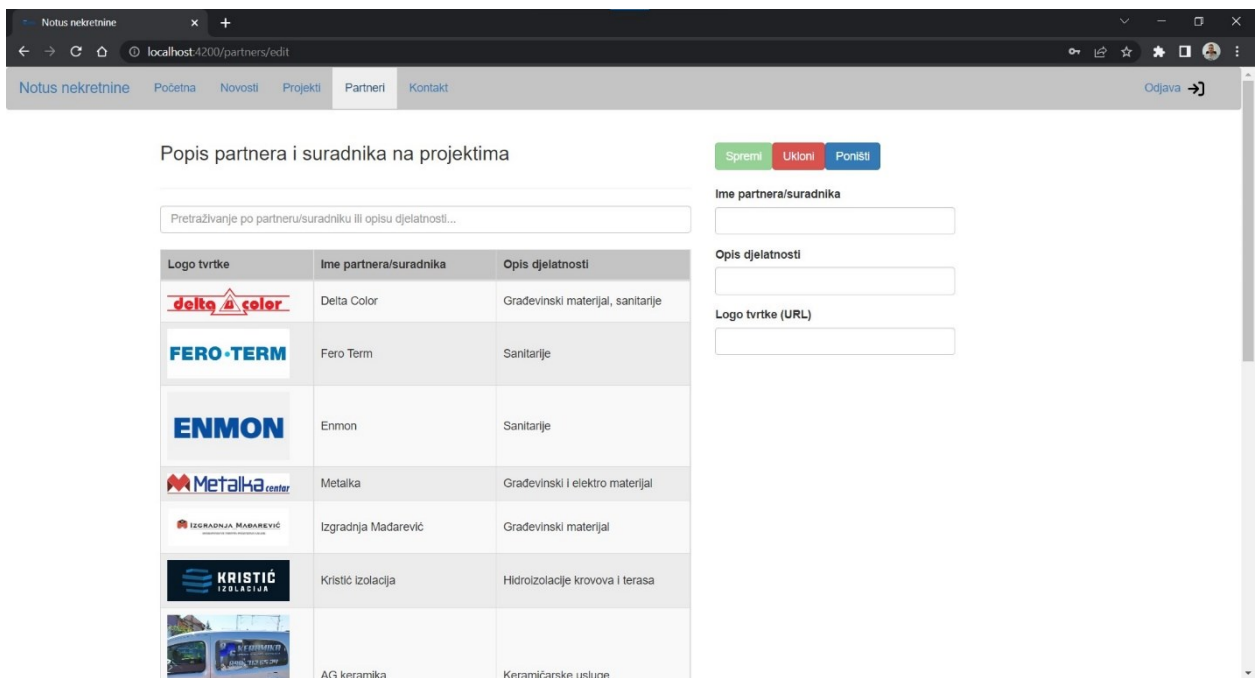 Notus nekretnine
localhost:4200/partners/edit
Notus nekretnine Početna Novosti Projekti Partneri Kontakt Odjava
Popis partnera i suradnika na projektima
Spremi Ukloni Poništi
Ime partnera/suradnika
Pretraživanje po partneru/suradniku ili opisu djelatnosti...
Opis djelatnosti
Logo tvrtke (URL)
Logo tvrtke Ime partnera/suradnika Opis djelatnosti
delta color Delta Color Građevinski materijal, sanitarije
FERO·TERM Fero Term Sanitarije
ENMON Enmon Sanitarije
Metalka centar Metalka Građevinski i elektro materijal
IZGRADNJA MAĐAREVIĆ Izgradnja Mađarević Građevinski materijal
KRISTIĆ
IZOLACIJA Kristić izolacija Hidroizolacije krovova i terasa
KERAMIKA
AG keramika Keramičarske usluge